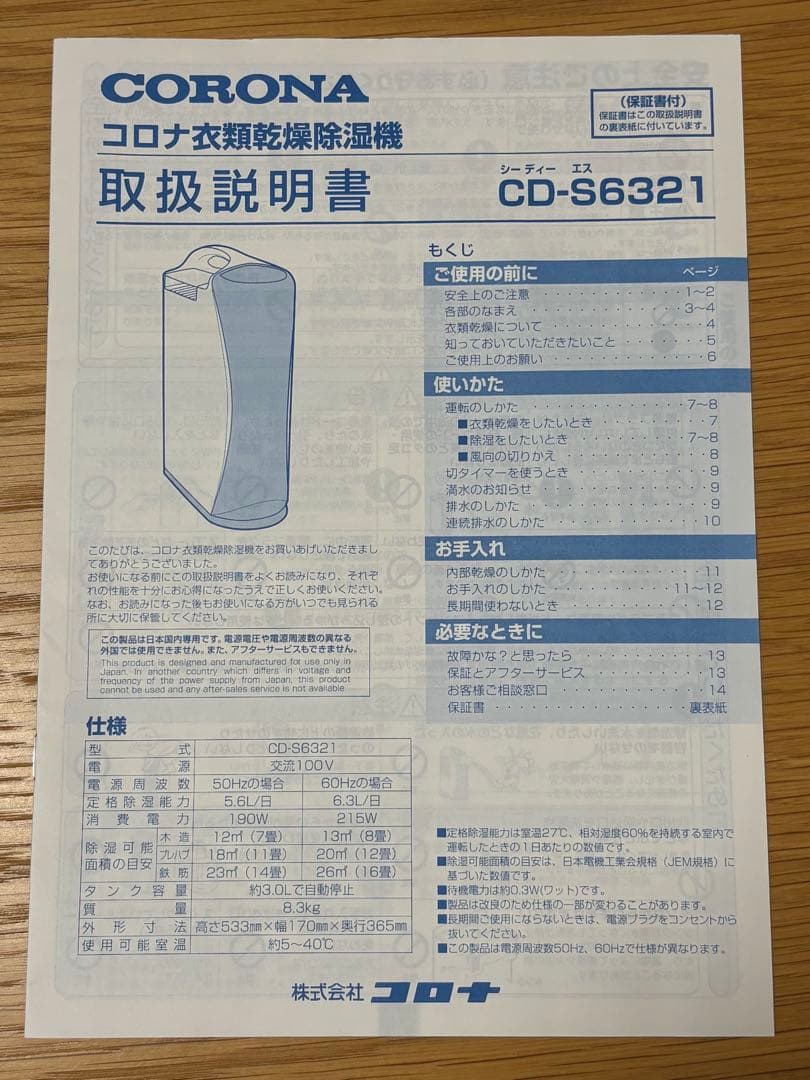 CORONA
コロナ衣類乾燥除湿機
取扱説明書
(保証書付)
保証書はこの取扱説明書
の裏表紙に付いています。
シー ディー エス
CD-S6321
もくじ
ご使用の前に ページ
安全上のご注意 ・・・・・・・・・・・・ 1～2
各部のなまえ ・・・・・・・・・・・・ 3～4
衣類乾燥について ・・・・・・・・・・・・ 4
知っておいていただきたいこと ・・・・・・ 5
ご使用上のお願い ・・・・・・・・・・・・ 6
使いかた
運転のしかた ・・・・・・・・・・・・ 7～8
■衣類乾燥をしたいとき ・・・・・・・・・ 7
■除湿をしたいとき ・・・・・・・・・ 7～8
■風向の切りかえ ・・・・・・・・・・・・ 8
切タイマーを使うとき ・・・・・・・・・・ 9
満水のお知らせ ・・・・・・・・・・・・ 9
排水のしかた ・・・・・・・・・・・・ 9
連続排水のしかた ・・・・・・・・・・・・ 10
お手入れ
内部乾燥のしかた ・・・・・・・・・・・・ 11
お手入れのしかた ・・・・・・・・・ 11～12
長期間使わないとき ・・・・・・・・・・ 12
必要なときに
故障かな？と思ったら ・・・・・・・・・ 13
保証とアフターサービス ・・・・・・・・ 13
お客様ご相談窓口 ・・・・・・・・・・・・ 14
保証書 ・・・・・・・・・・・・ 裏表紙
このたびは、コロナ衣類乾燥除湿機をお買いあげいただきまし
てありがとうございました。
お使いになる前にこの取扱説明書をよくお読みになり、それぞ
れの性能を十分にお心得になったうえで正しくお使いください。
なお、お読みになった後もお使いになる方がいつでも見られる
所に大切に保管してください。
この製品は日本国内専用です。電源電圧や電源周波数の異なる
外国では使用できません。また、アフターサービスもできません。
This product is designed and manufactured for use only in
Japan. In another country which differs in voltage and
frequency of the power supply from Japan, this product
cannot be used and any after-sales service is not available.
仕様
型式 CD-S6321
電源 交流100V
電源周波数 50Hzの場合 60Hzの場合
定格除湿能力 5.6L/日 6.3L/日
消費電力 190W 215W
除湿可能面積の目安 木造 12㎡(7畳) 13㎡(8畳)
プレハブ 18㎡(11畳) 20㎡(12畳)
鉄筋 23㎡(14畳) 26㎡(16畳)
タンク容量 約3.0Lで自動停止
質量 8.3kg
外形寸法 高さ533㎜×幅170㎜×奥行365㎜
使用可能室温 約5～40℃
■定格除湿能力は室温27℃、相対湿度60％を持続する室内で
運転したときの1日あたりの数値です。
■除湿可能面積の目安は、日本電機工業会規格(JEM規格)に
基づいた数値です。
■待機電力は約0.3W(ワット)です。
■製品は改良のため仕様の一部が変わることがあります。
■長期間ご使用にならないときは、電源プラグをコンセントから
抜いてください。
■この製品は電源周波数50Hz、60Hzで仕様が異なります。
株式会社 コロナ